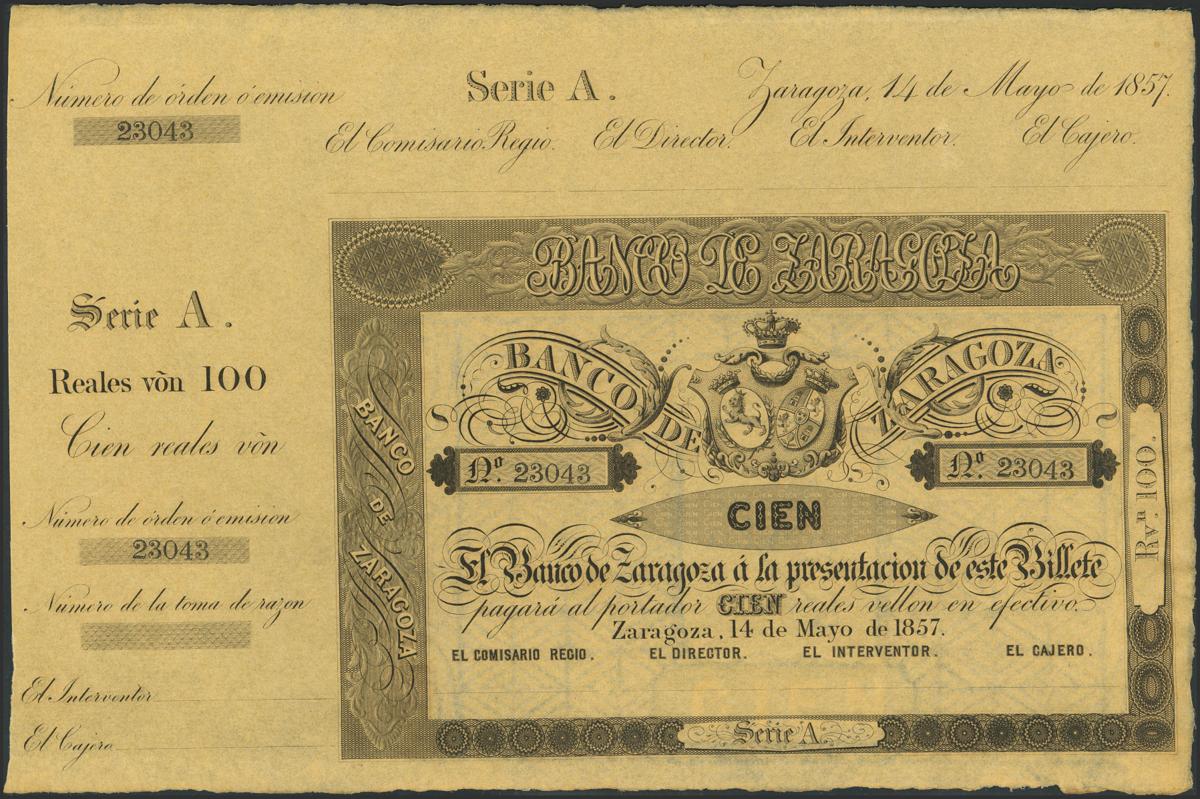 Número de órden ó emision
23043
Serie A.
Zaragoza, 14 de Mayo de 1857.
El Comisario Regio. El Director. El Interventor. El Cajero.
Serie A.
Reales võn 100
Cien reales võn
Número de órden ó emision
23043
Número de la toma de razon
El Interventor
El Cajero
BANCO DE ZARAGOZA
BANCO DE ZARAGOZA
BANCO DE ZARAGOZA
Nº. 23043
Nº. 23043
CIEN
El Banco de Zaragoza á la presentacion de este Billete
pagará al portador CIEN reales vellon en efectivo.
Zaragoza, 14 de Mayo de 1857.
EL COMISARIO REGIO. EL DIRECTOR. EL INTERVENTOR. EL CAJERO.
Rvⁿ 100.
Serie A.